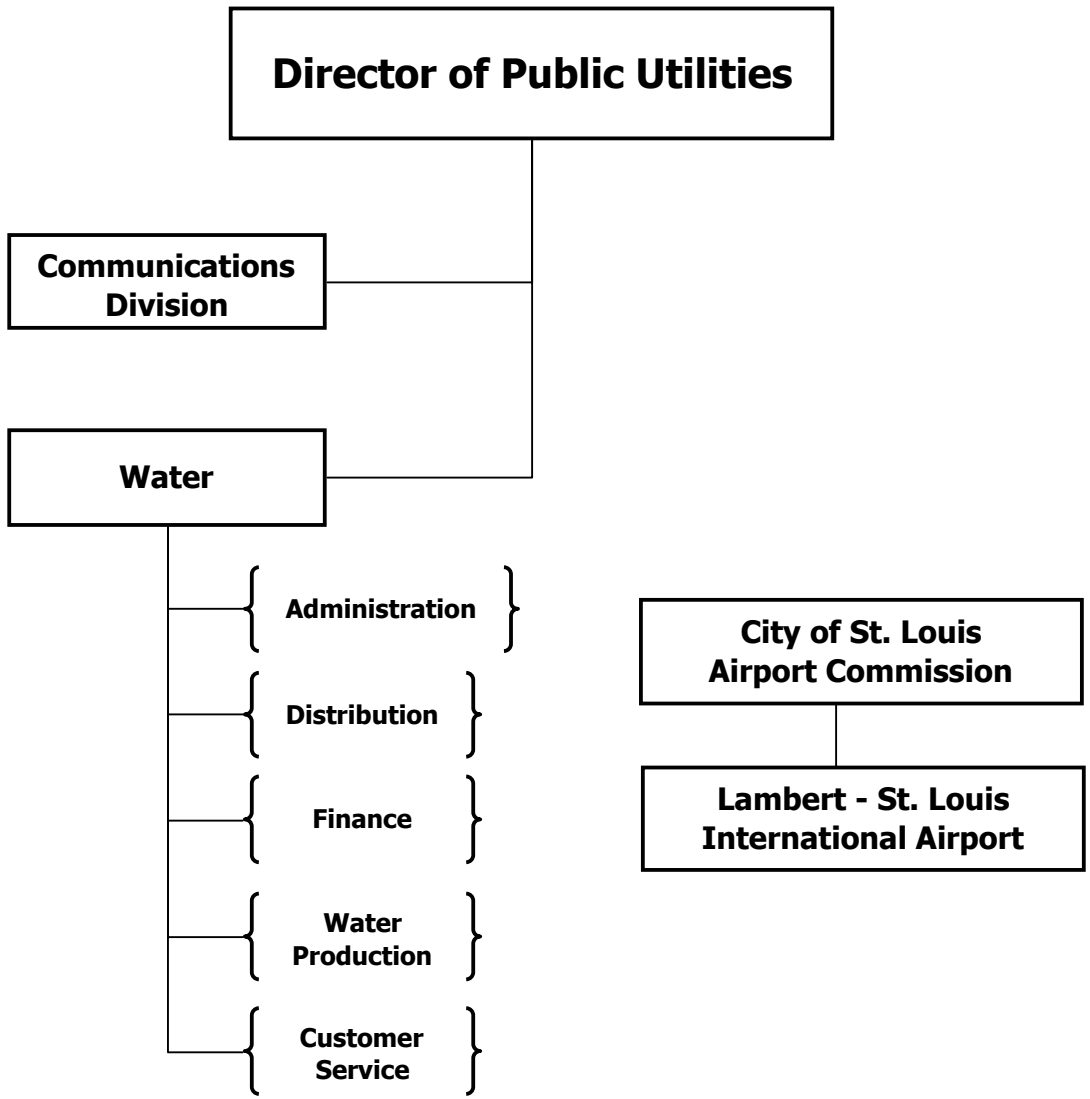 Director of Public Utilities
Communications
Division
Water
Administration
Distribution
Finance
Water
Production
Customer
Service
City of St. Louis
Airport Commission
Lambert - St. Louis
International Airport